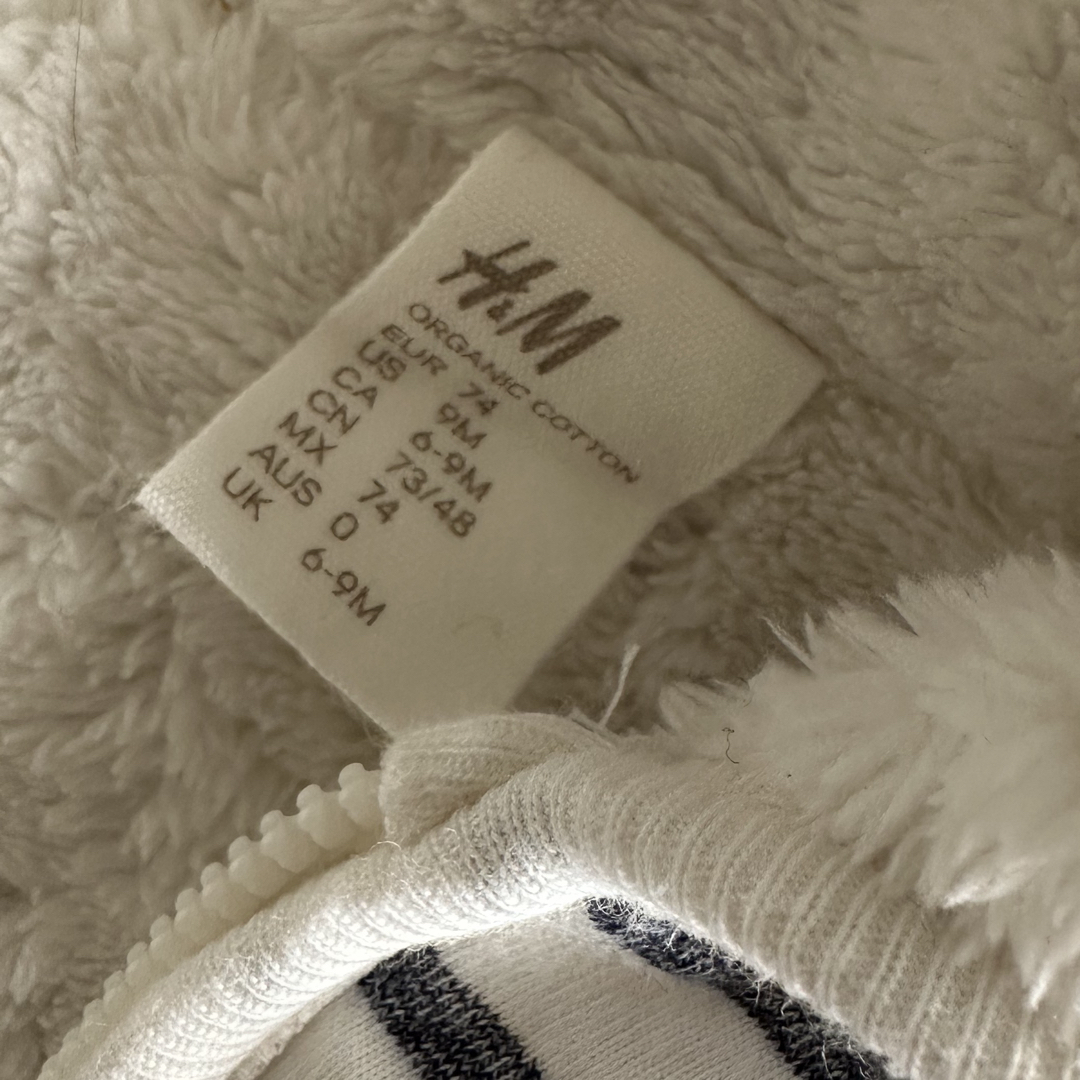 H&M
ORGANIC COTTON
EUR 74
US 9M
CA 6-9M
CN 73/48
MX 74
AUS 0
UK 6-9M